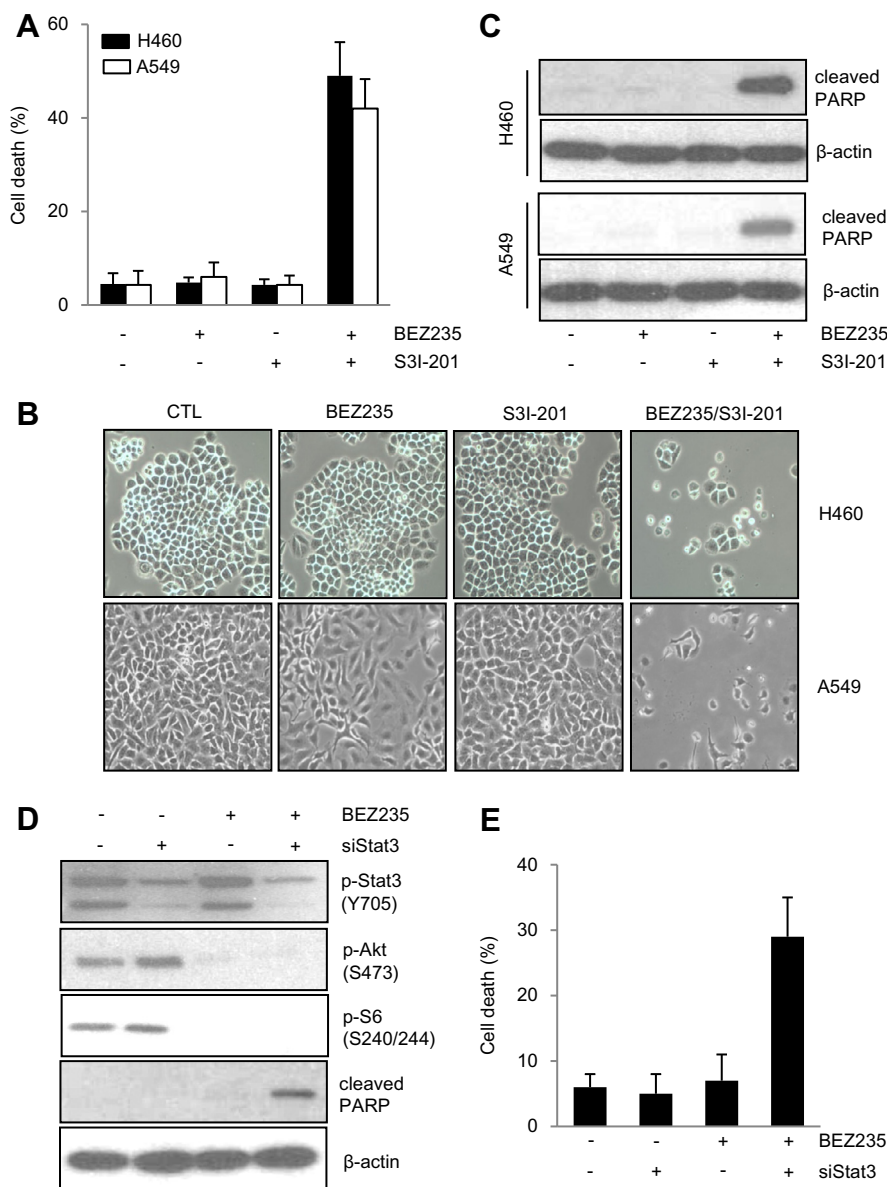 A
60
40
20
0
Cell death (%)
H460
A549
- + - + BEZ235
- - + + S3I-201
C
H460
cleaved
PARP
β-actin
A549
cleaved
PARP
β-actin
- + - + BEZ235
- - + + S3I-201
B
CTL BEZ235 S3I-201 BEZ235/S3I-201
H460
A549
D
- - + + BEZ235
- + - + siStat3
p-Stat3
(Y705)
p-Akt
(S473)
p-S6
(S240/244)
cleaved
PARP
β-actin
E
40
30
20
10
0
Cell death (%)
- - + + BEZ235
- + - + siStat3